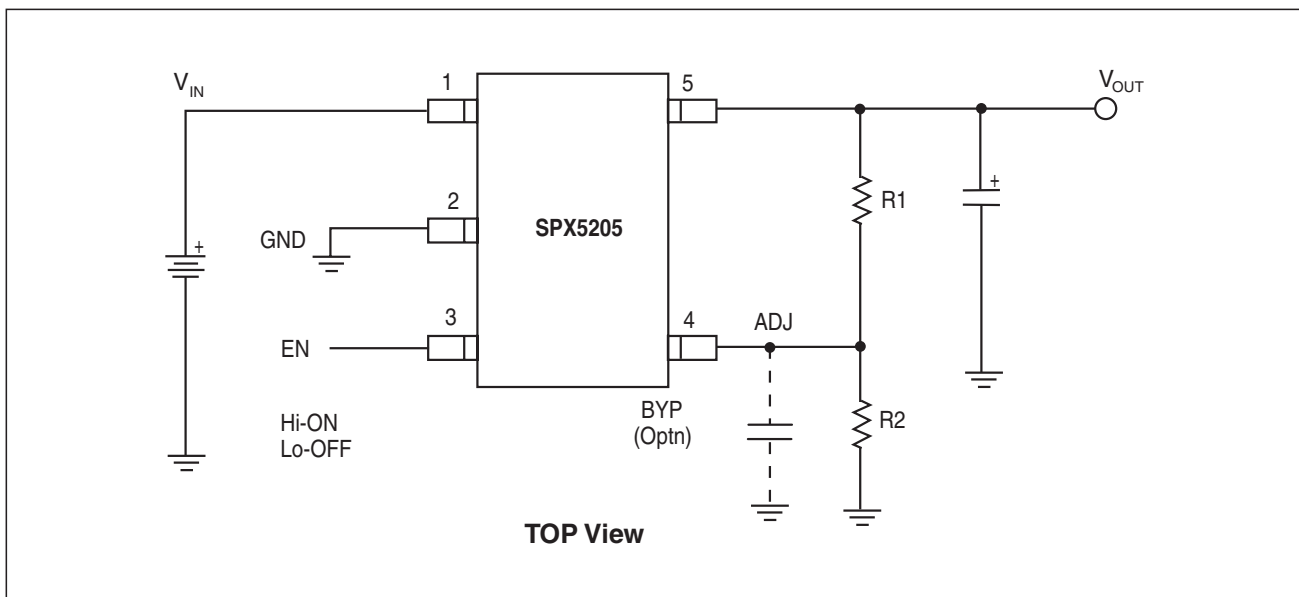 V_IN
1
5
V_OUT
+
2
SPX5205
R1
+
GND
3
4
ADJ
EN
BYP
(Optn)
R2
Hi-ON
Lo-OFF
TOP View